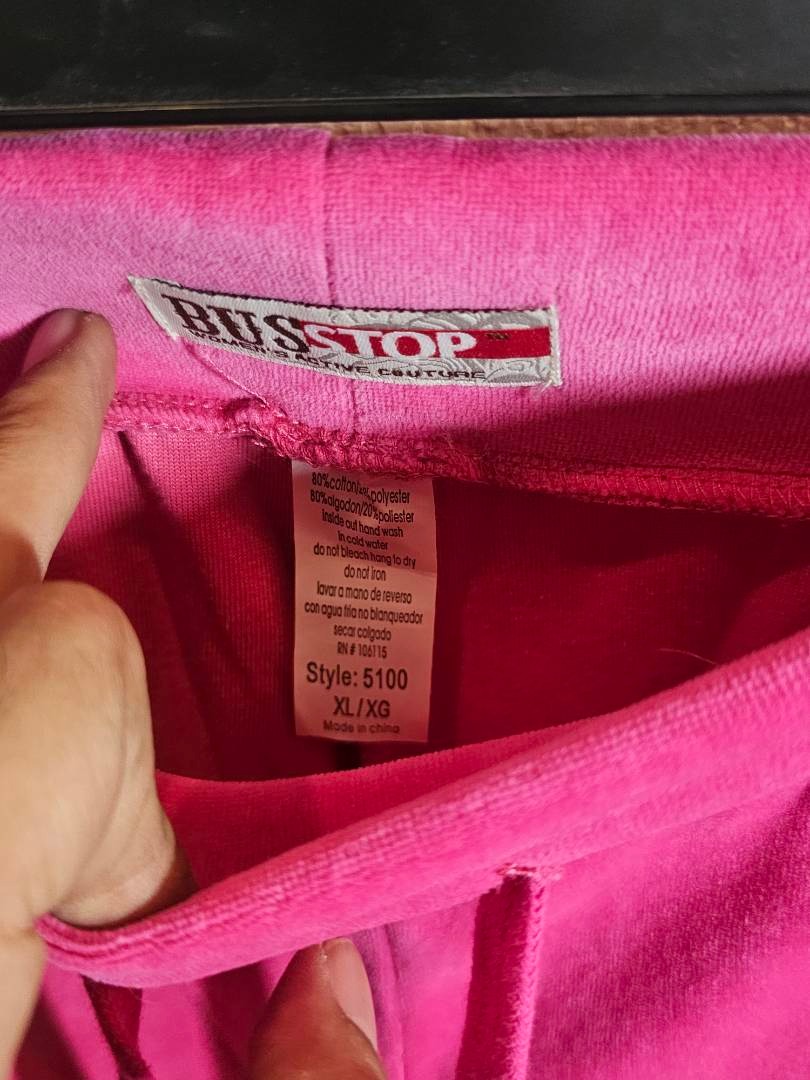 BUSSTOP™
WOMEN'S ACTIVE COUTURE
80%cotton/20%polyester
80%algodon/20%poliester
inside out hand wash
in cold water
do not bleach hang to dry
do not iron
lavar a mano de reverso
con agua fria no blanqueador
secar colgado
RN # 106115
Style: 5100
XL/XG
Made in china